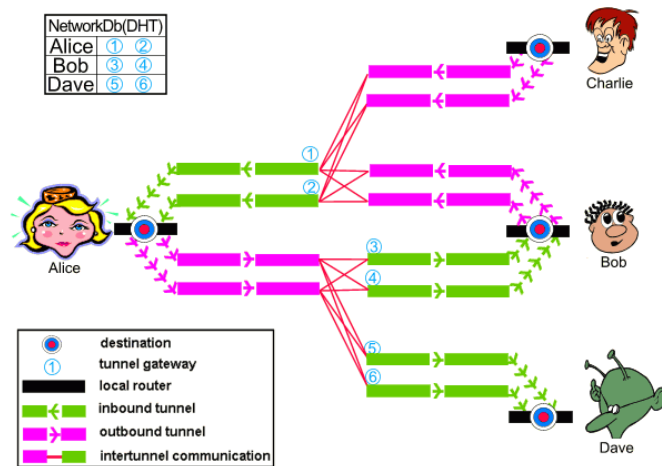 NetworkDb(DHT)
Alice ① ②
Bob ③ ④
Dave ⑤ ⑥
Charlie
①
②
Alice
③
④
Bob
⑤
⑥
destination
① tunnel gateway
local router
inbound tunnel
outbound tunnel
intertunnel communication
Dave